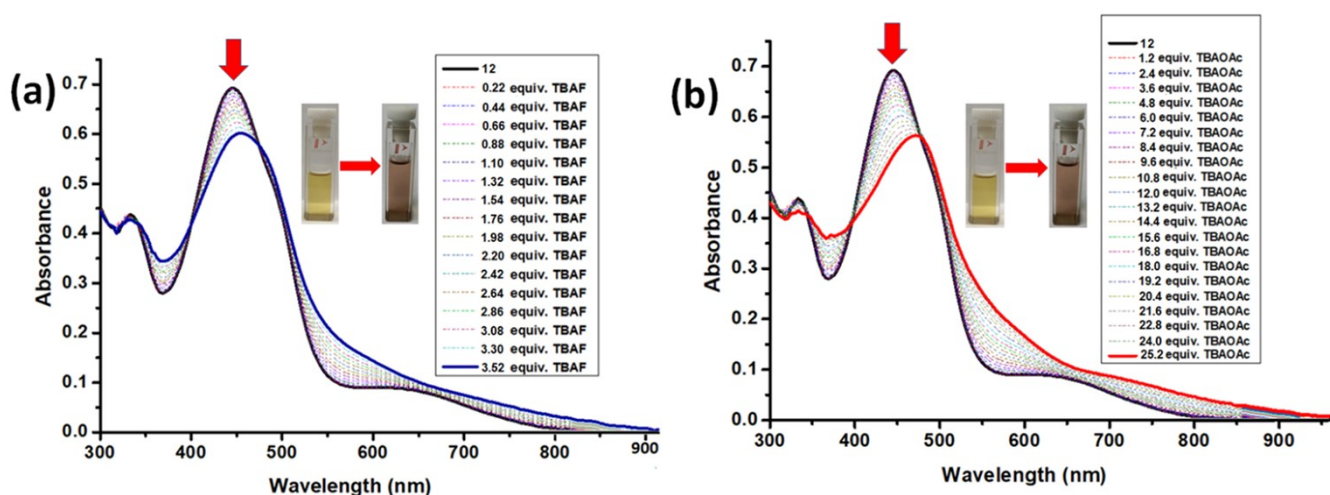 (a)
12
0.22 equiv. TBAF
0.44 equiv. TBAF
0.66 equiv. TBAF
0.88 equiv. TBAF
1.10 equiv. TBAF
1.32 equiv. TBAF
1.54 equiv. TBAF
1.76 equiv. TBAF
1.98 equiv. TBAF
2.20 equiv. TBAF
2.42 equiv. TBAF
2.64 equiv. TBAF
2.86 equiv. TBAF
3.08 equiv. TBAF
3.30 equiv. TBAF
3.52 equiv. TBAF
Absorbance
0.7
0.6
0.5
0.4
0.3
0.2
0.1
0.0
300 400 500 600 700 800 900
Wavelength (nm)
(b)
12
1.2 equiv. TBAOAc
2.4 equiv. TBAOAc
3.6 equiv. TBAOAc
4.8 equiv. TBAOAc
6.0 equiv. TBAOAc
7.2 equiv. TBAOAc
8.4 equiv. TBAOAc
9.6 equiv. TBAOAc
10.8 equiv. TBAOAc
12.0 equiv. TBAOAc
13.2 equiv. TBAOAc
14.4 equiv. TBAOAc
15.6 equiv. TBAOAc
16.8 equiv. TBAOAc
18.0 equiv. TBAOAc
19.2 equiv. TBAOAc
20.4 equiv. TBAOAc
21.6 equiv. TBAOAc
22.8 equiv. TBAOAc
24.0 equiv. TBAOAc
25.2 equiv. TBAOAc
Absorbance
0.7
0.6
0.5
0.4
0.3
0.2
0.1
0.0
300 400 500 600 700 800 900
Wavelength (nm)